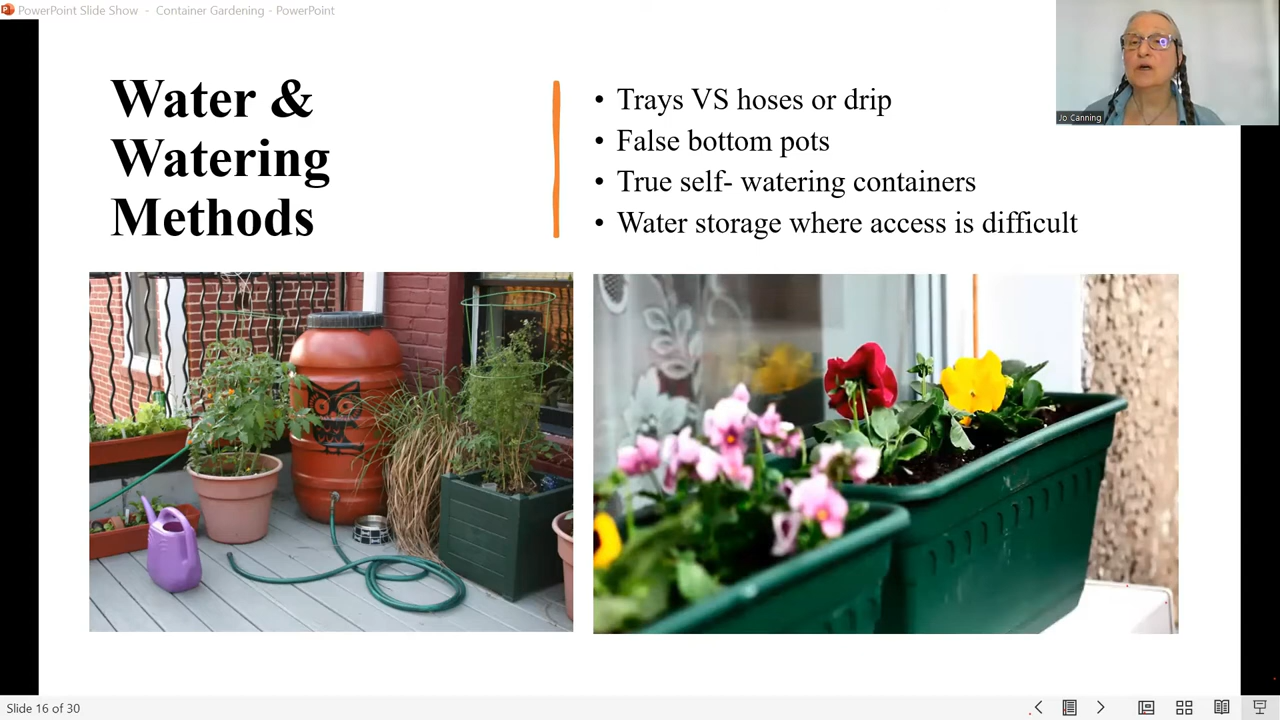 PowerPoint Slide Show - Container Gardening - PowerPoint
Water &
Watering
Methods
• Trays VS hoses or drip
• False bottom pots
• True self- watering containers
• Water storage where access is difficult
Jo Canning
Slide 16 of 30